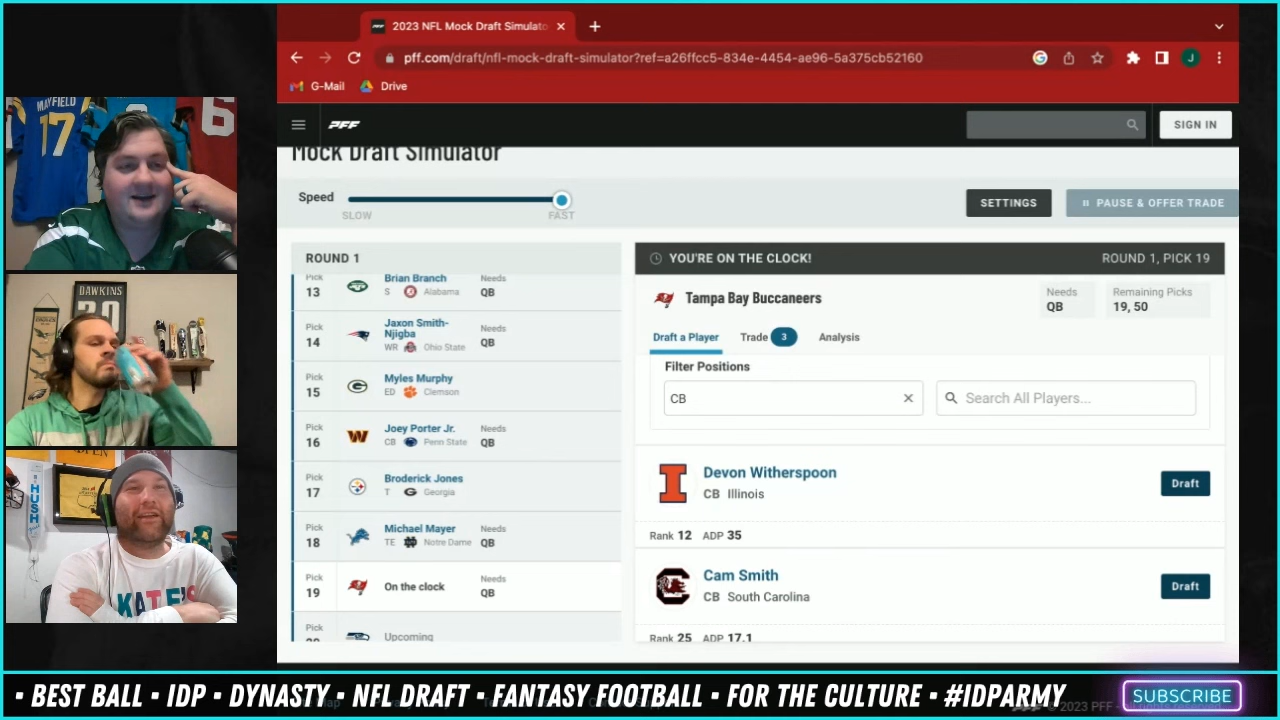 2023 NFL Mock Draft Simulato
pff.com/draft/nfl-mock-draft-simulator?ref=a26ffcc5-834e-4454-ae96-5a375cb52160
J
G-Mail
Drive
PFF
SIGN IN
Mock Draft Simulator
Speed
SLOW
FAST
SETTINGS
PAUSE & OFFER TRADE
ROUND 1
Pick
13
Brian Branch
S Alabama
Needs
QB
Pick
14
Jaxon Smith-
Njigba
WR Ohio State
Needs
QB
Pick
15
Myles Murphy
ED Clemson
Pick
16
Joey Porter Jr.
CB Penn State
Needs
QB
Pick
17
Broderick Jones
T Georgia
Pick
18
Michael Mayer
TE Notre Dame
Needs
QB
Pick
19
On the clock
Needs
QB
Pick
20
Upcoming
YOU'RE ON THE CLOCK!
ROUND 1, PICK 19
Tampa Bay Buccaneers
Needs
QB
Remaining Picks
19, 50
Draft a Player
Trade 3
Analysis
Filter Positions
CB
Search All Players...
Devon Witherspoon
CB Illinois
Draft
Rank 12 ADP 35
Cam Smith
CB South Carolina
Draft
Rank 25 ADP 17.1
MAYFIELD
17
6
DAWKINS
20
HUSH
KATE'S
• BEST BALL • IDP • DYNASTY • NFL DRAFT • FANTASY FOOTBALL • FOR THE CULTURE • #IDPARMY
SUBSCRIBE